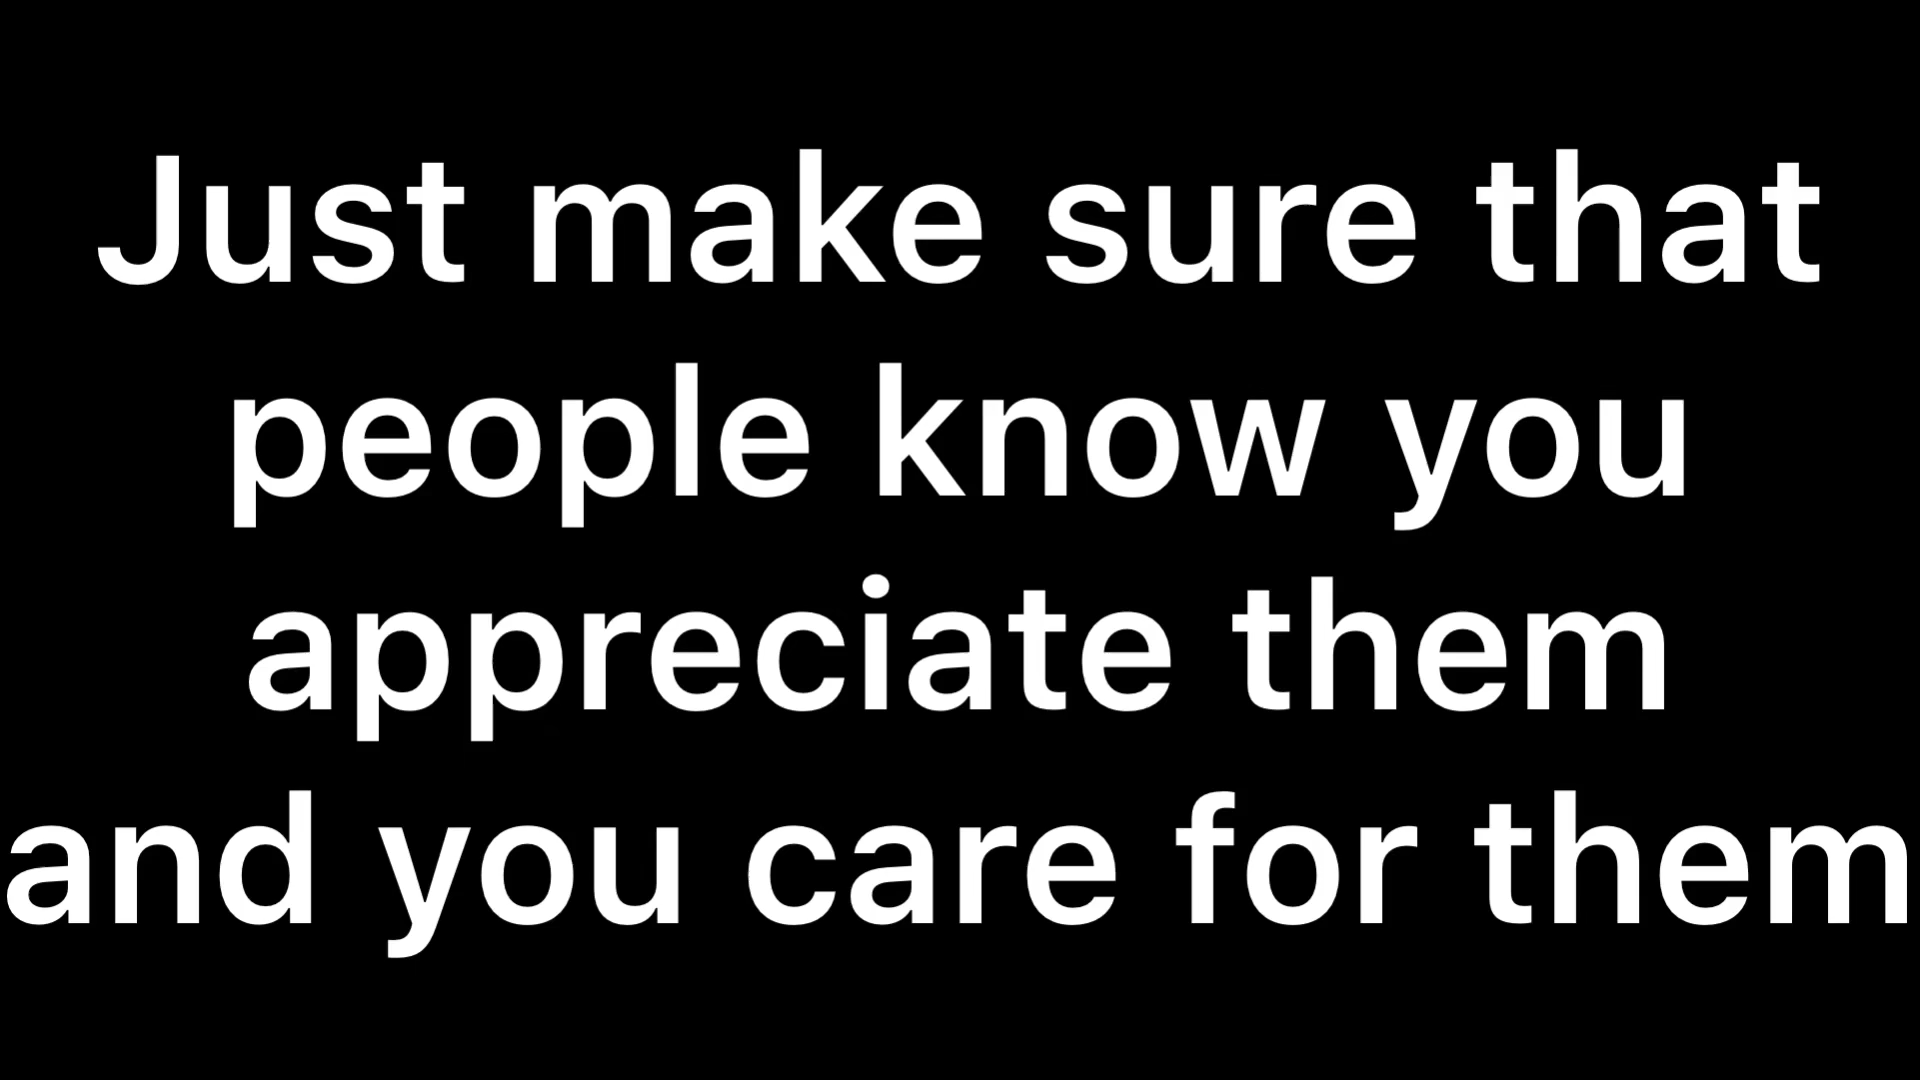 Just make sure that
people know you
appreciate them
and you care for them